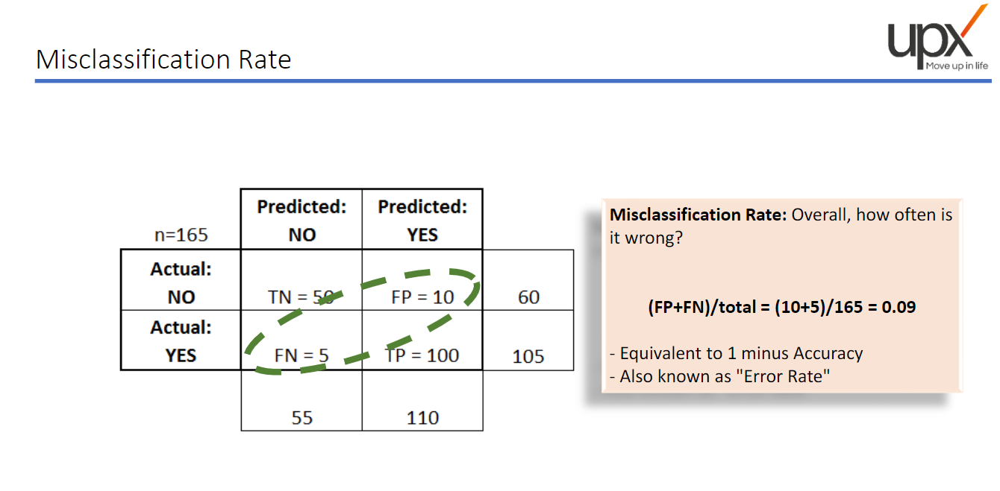 upx
Move up in life
Misclassification Rate
Predicted: Predicted:
n=165 NO YES
Actual:
NO TN = 50 FP = 10 60
Actual:
YES FN = 5 TP = 100 105
55 110
Misclassification Rate: Overall, how often is
it wrong?
(FP+FN)/total = (10+5)/165 = 0.09
- Equivalent to 1 minus Accuracy
- Also known as "Error Rate"